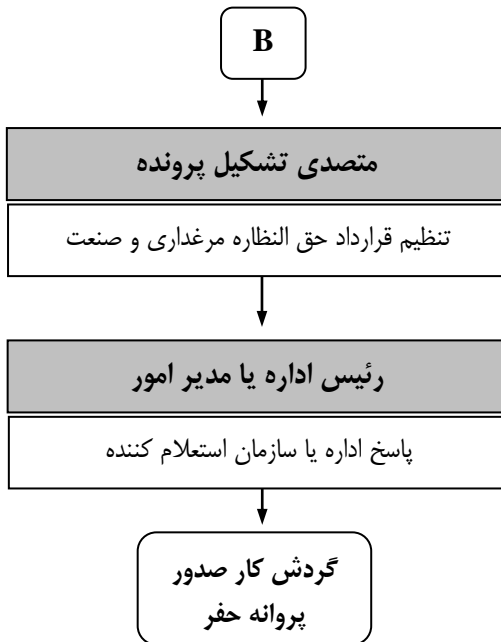 B
متصدی تشکیل پرونده
تنظیم قرارداد حق النظاره مرغداری و صنعت
رئیس اداره یا مدیر امور
پاسخ اداره یا سازمان استعلام کننده
گردش کار صدور
پروانه حفر